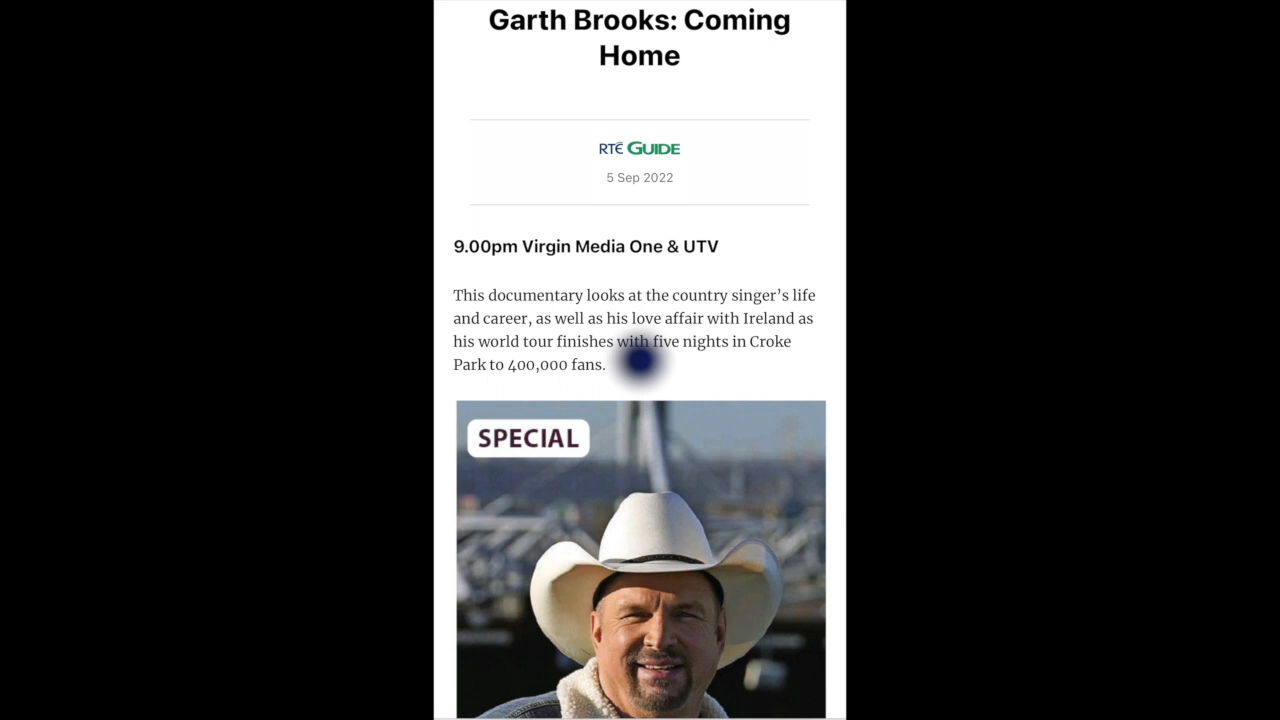 Garth Brooks: Coming
Home
RTÉ GUIDE
5 Sep 2022
9.00pm Virgin Media One & UTV
This documentary looks at the country singer’s life
and career, as well as his love affair with Ireland as
his world tour finishes with five nights in Croke
Park to 400,000 fans.
SPECIAL